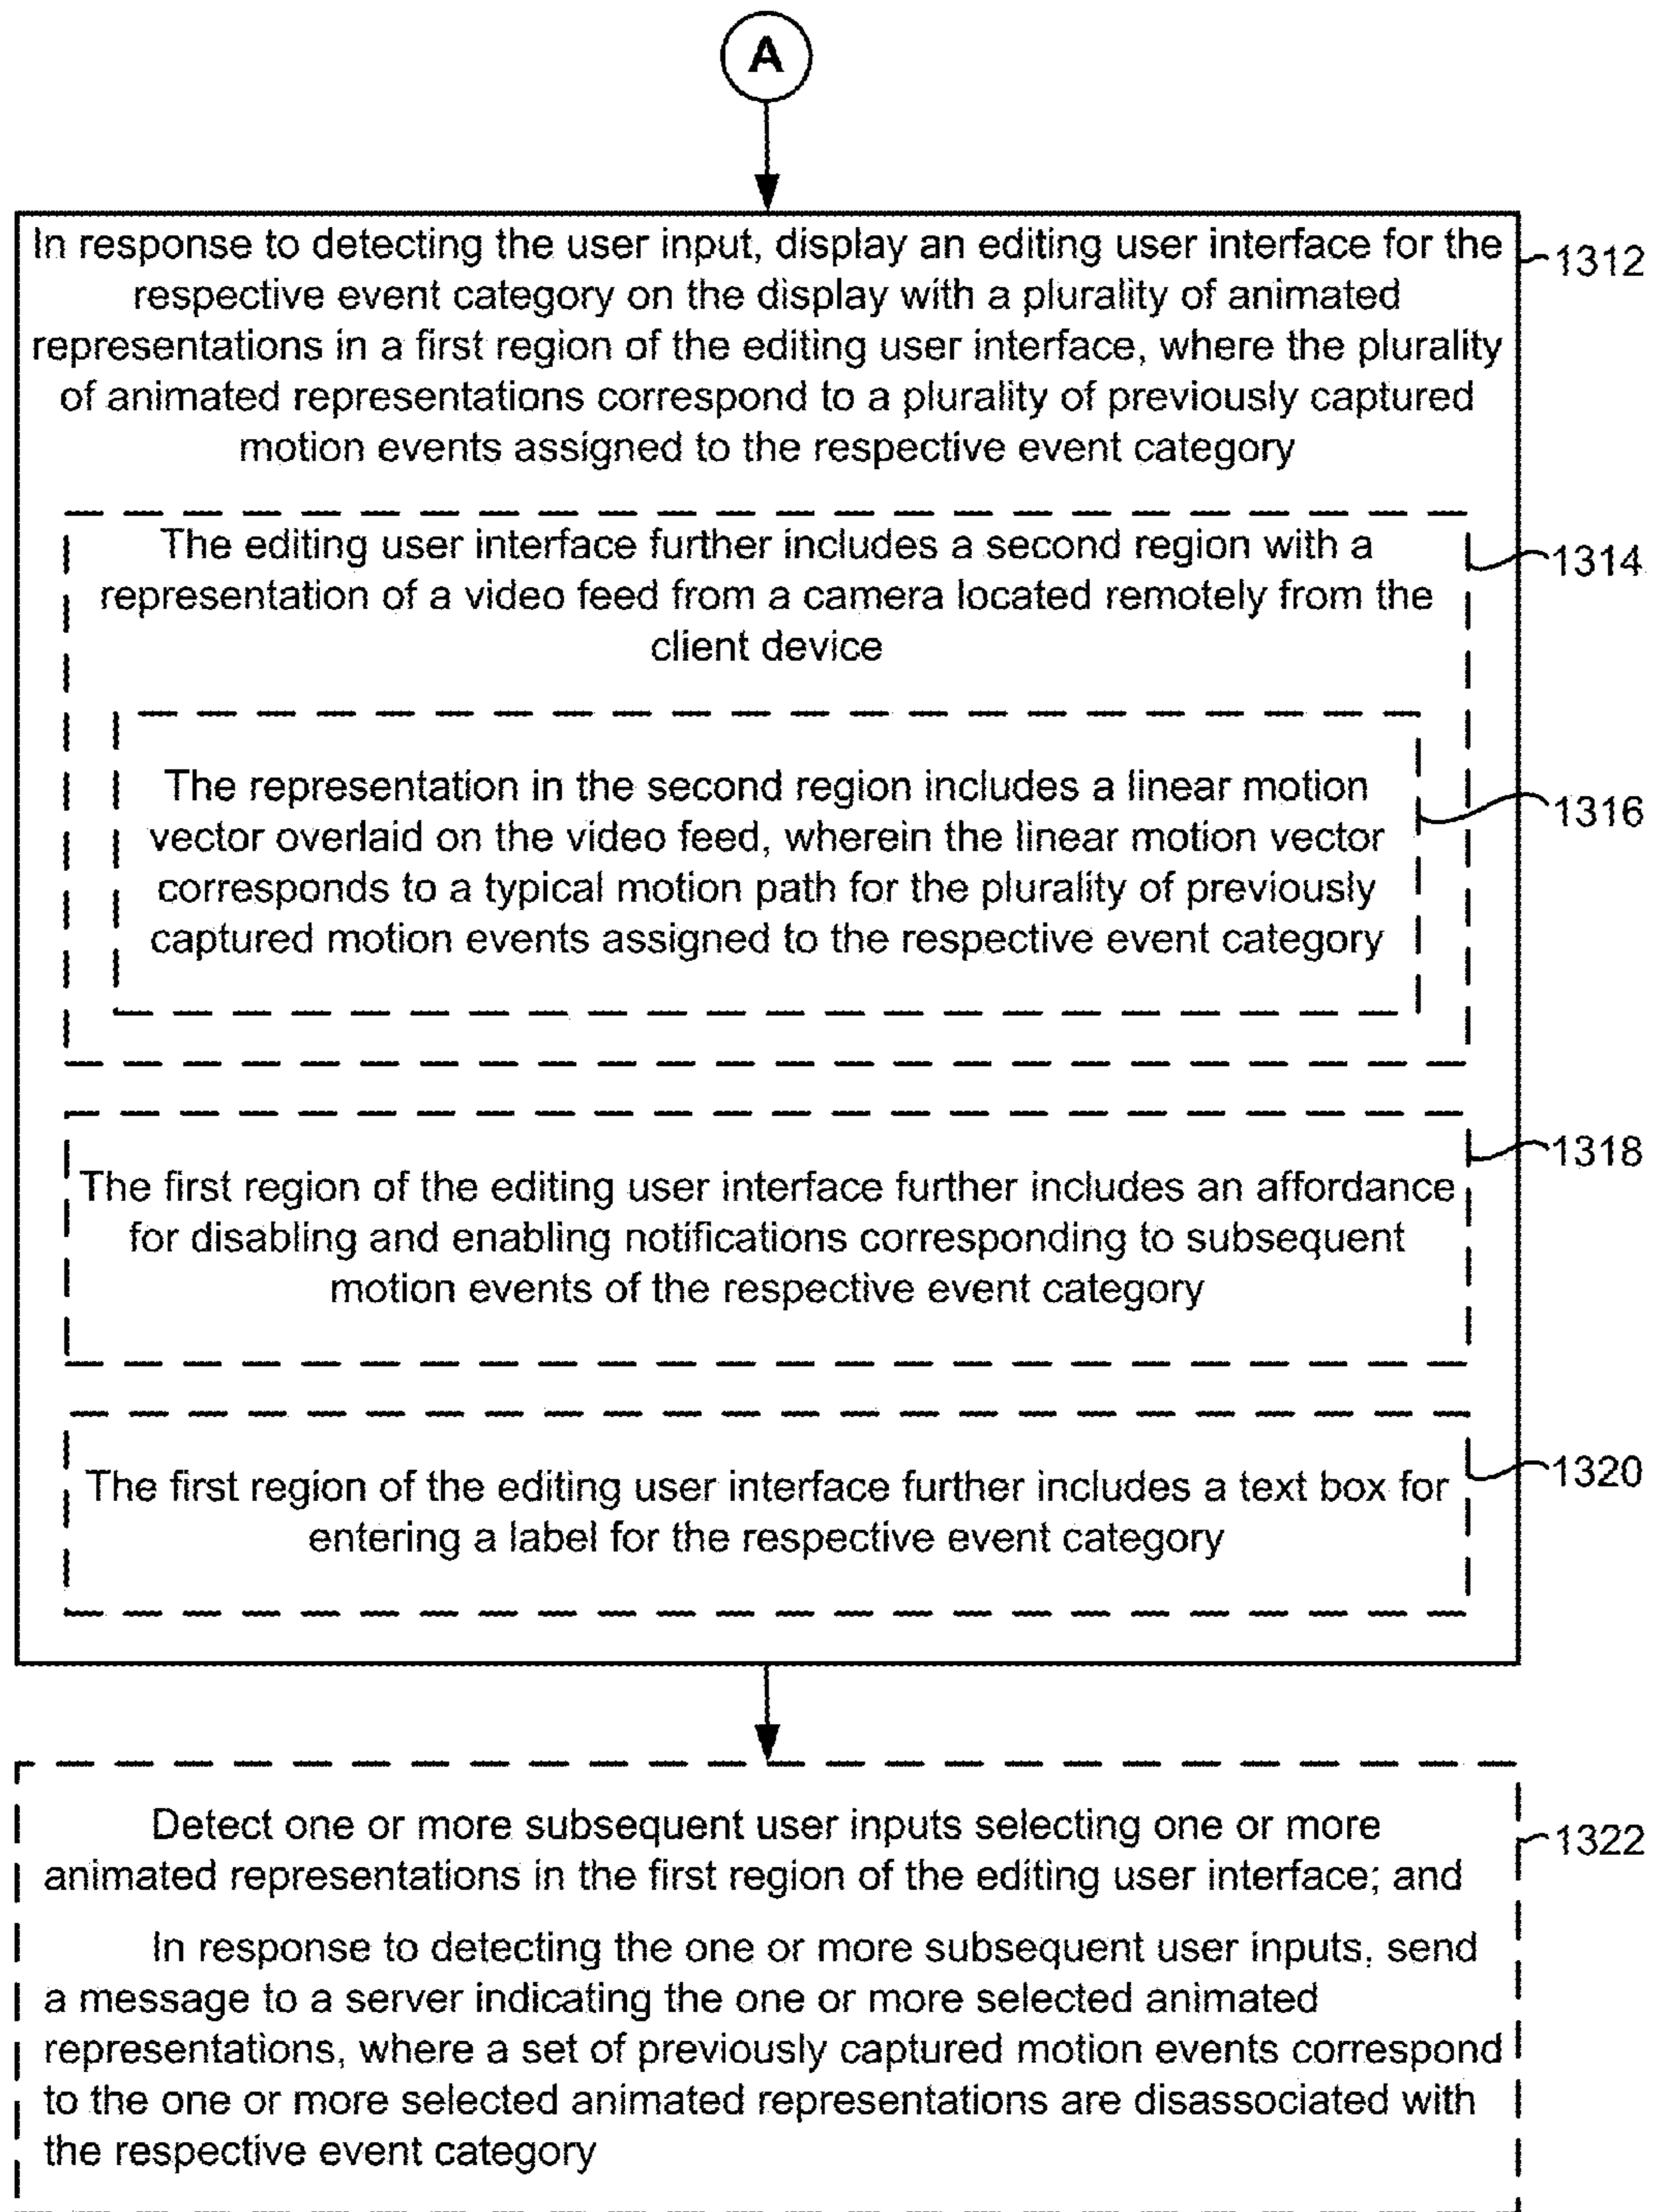 A
In response to detecting the user input, display an editing user interface for the
respective event category on the display with a plurality of animated
representations in a first region of the editing user interface, where the plurality
of animated representations correspond to a plurality of previously captured
motion events assigned to the respective event category
1312
The editing user interface further includes a second region with a
representation of a video feed from a camera located remotely from the
client device
1314
The representation in the second region includes a linear motion
vector overlaid on the video feed, wherein the linear motion vector
corresponds to a typical motion path for the plurality of previously
captured motion events assigned to the respective event category
1316
The first region of the editing user interface further includes an affordance
for disabling and enabling notifications corresponding to subsequent
motion events of the respective event category
1318
The first region of the editing user interface further includes a text box for
entering a label for the respective event category
1320
Detect one or more subsequent user inputs selecting one or more
animated representations in the first region of the editing user interface; and
In response to detecting the one or more subsequent user inputs, send
a message to a server indicating the one or more selected animated
representations, where a set of previously captured motion events correspond
to the one or more selected animated representations are disassociated with
the respective event category
1322